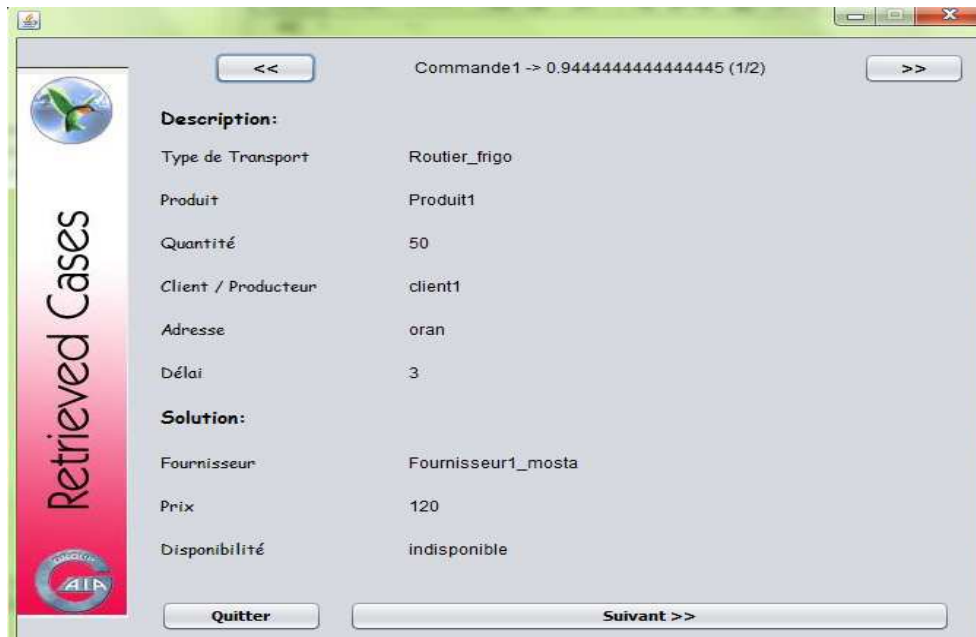 << Commande1 -> 0.9444444444444445 (1/2) >>
Description:
Type de Transport Routier_frigo
Produit Produit1
Quantité 50
Client / Producteur client1
Adresse oran
Délai 3
Solution:
Fournisseur Fournisseur1_mosta
Prix 120
Disponibilité indisponible
Quitter Suivant >>
Retrieved Cases
GAIA